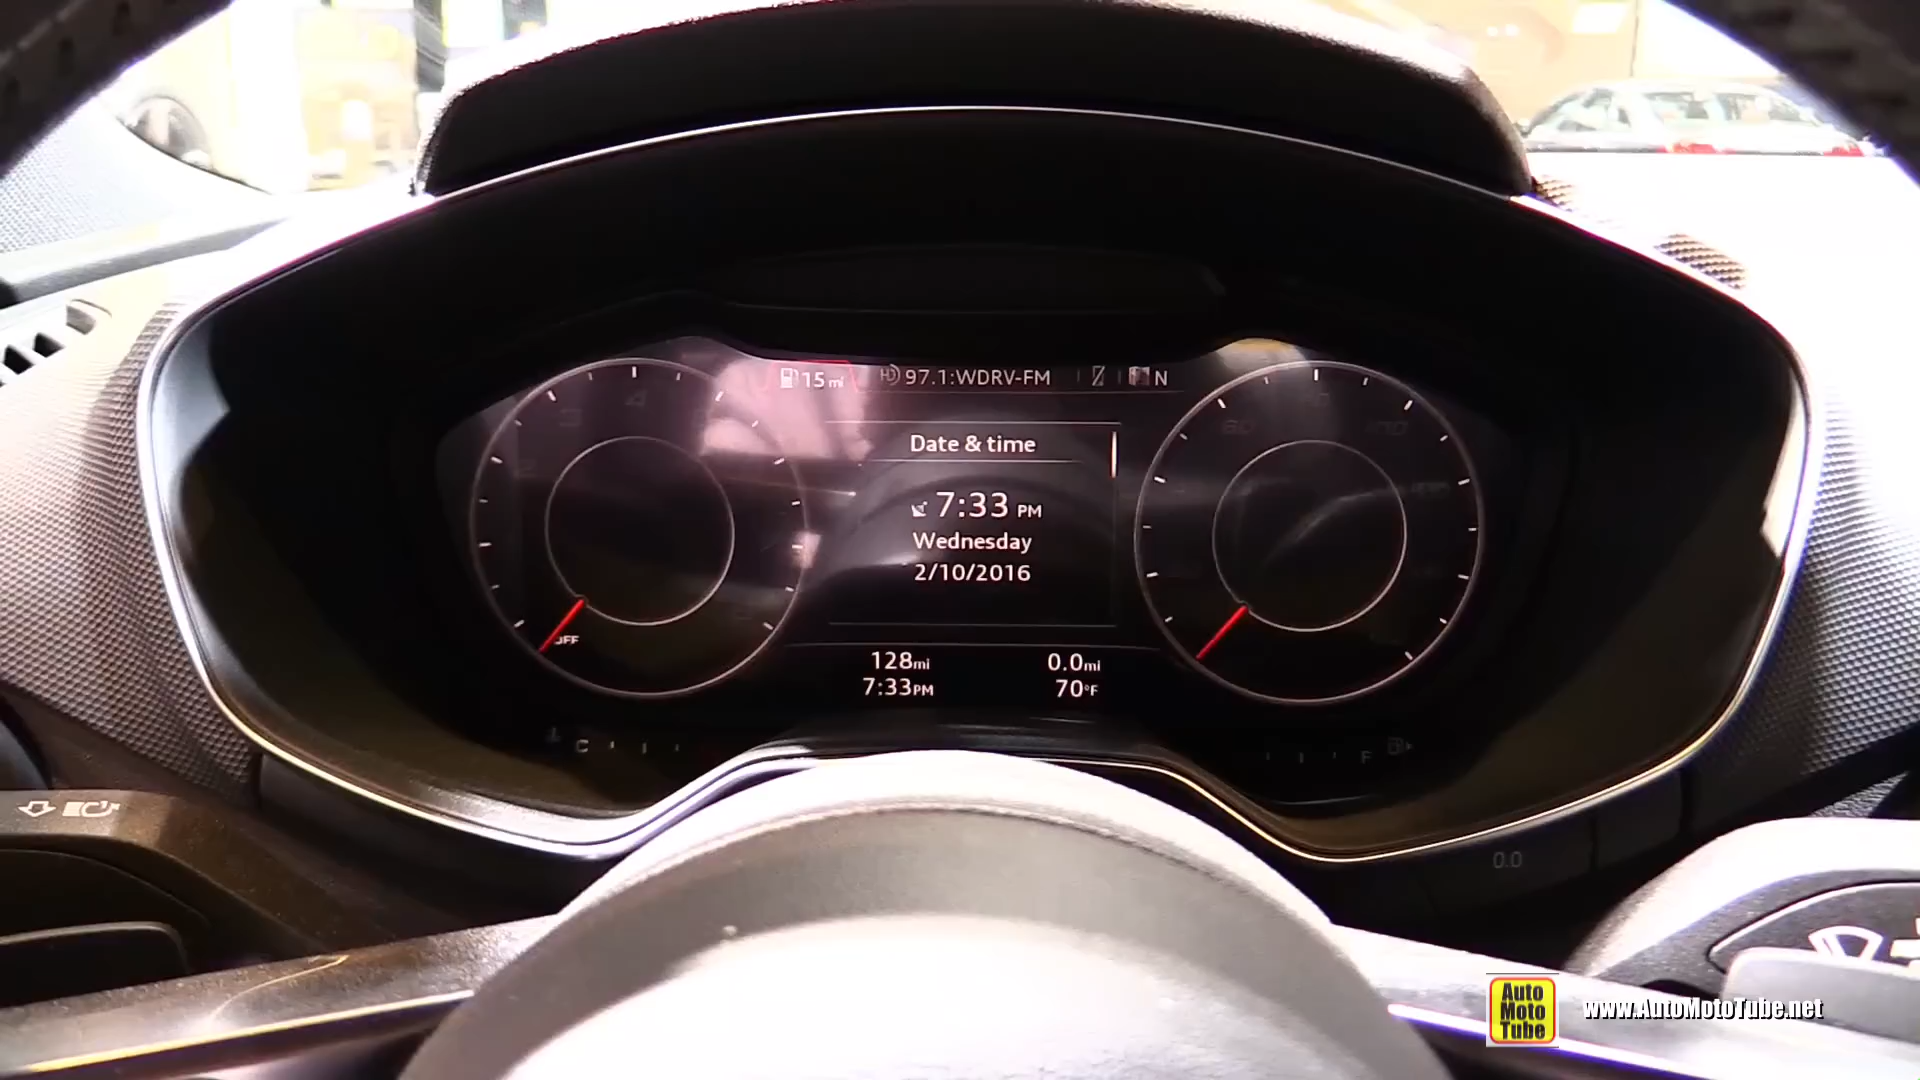 15 mi 97.1:WDRV-FM N
Date & time
7:33 PM
Wednesday
2/10/2016
128mi 0.0mi
7:33PM 70°F
C
F
0.0
Auto
Moto
Tube
www.AutoMotoTube.net